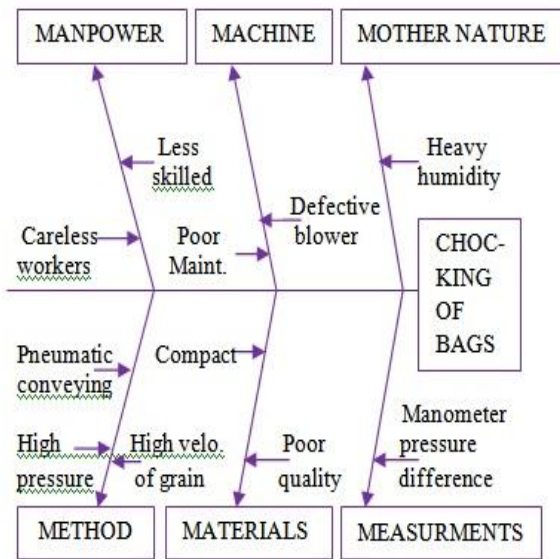 MANPOWER
MACHINE
MOTHER NATURE
Less
skilled
Heavy
humidity
Careless
workers
Poor
Maint.
Defective
blower
CHOC-
KING
OF
BAGS
Pneumatic
conveying
Compact
High
pressure
High velo.
of grain
Poor
quality
Manometer
pressure
difference
METHOD
MATERIALS
MEASURMENTS